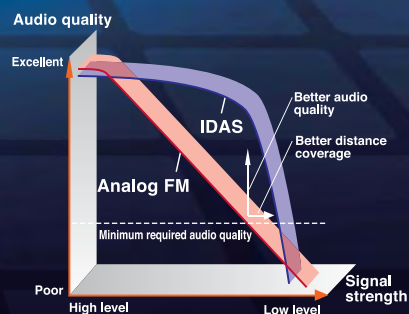 Audio quality
Excellent
Better audio
quality
IDAS
Better distance
coverage
Analog FM
Minimum required audio quality
Poor
Signal
strength
High level
Low level